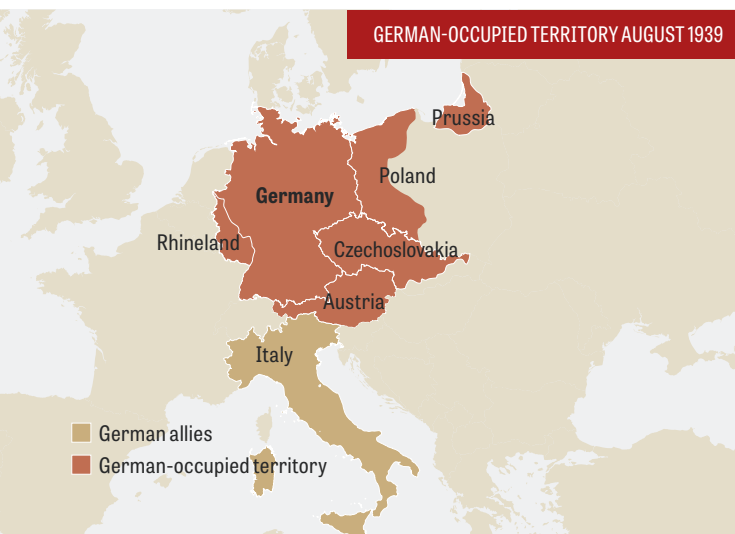 GERMAN-OCCUPIED TERRITORY AUGUST 1939
Prussia
Poland
Germany
Rhineland
Czechoslovakia
Austria
Italy
German allies
German-occupied territory